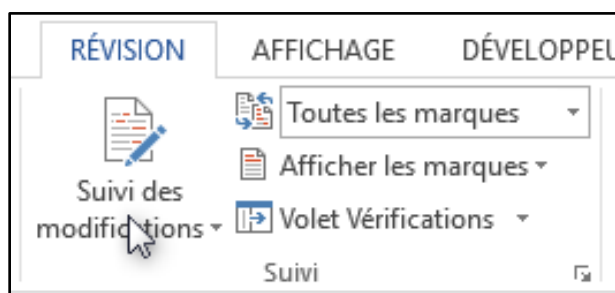 RÉVISION AFFICHAGE DÉVELOPPEU
Toutes les marques
Afficher les marques
Suivi des
modifications Volet Vérifications
Suivi